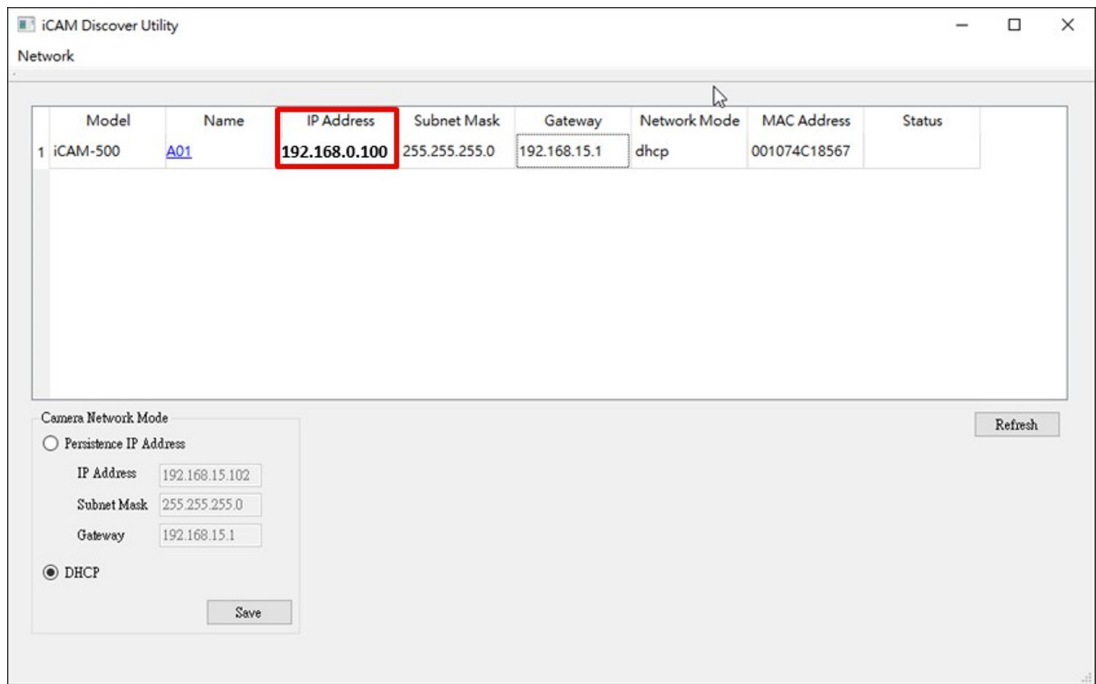 iCAM Discover Utility
Network
Model Name IP Address Subnet Mask Gateway Network Mode MAC Address Status
1 iCAM-500 A01 192.168.0.100 255.255.255.0 192.168.15.1 dhcp 001074C18567
Camera Network Mode
Refresh
Persistence IP Address
IP Address 192.168.15.102
Subnet Mask 255.255.255.0
Gateway 192.168.15.1
DHCP
Save